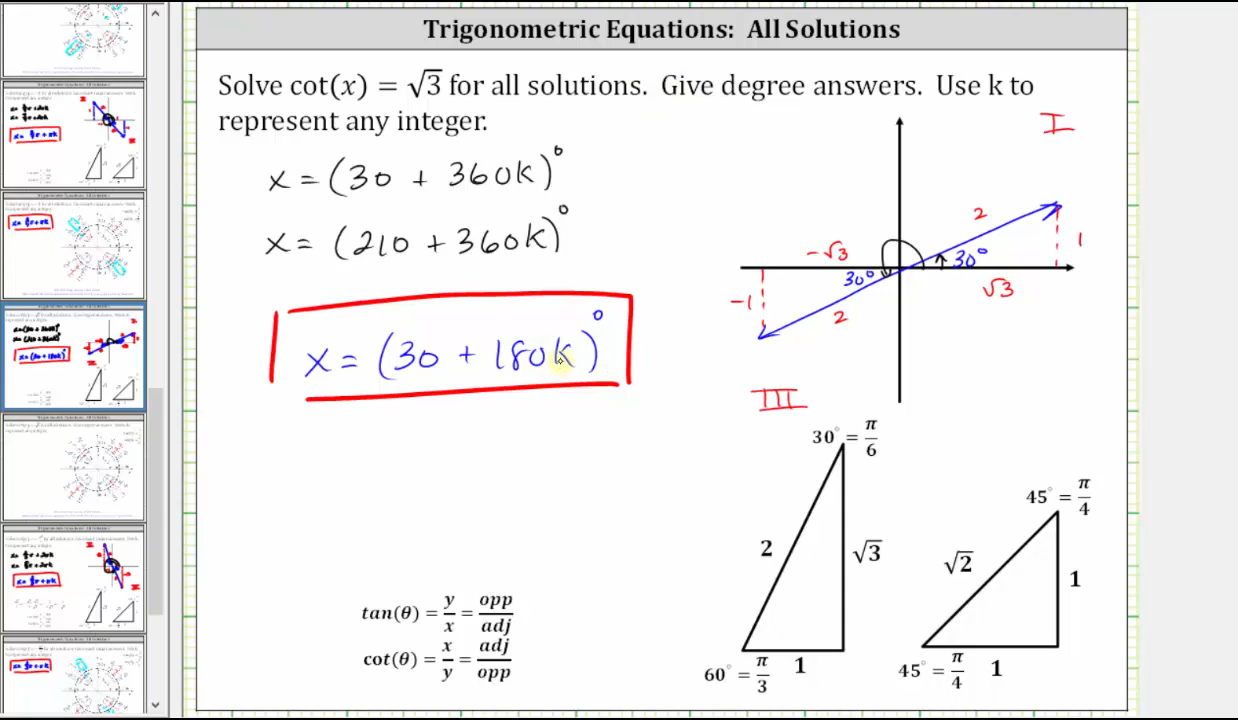 Trigonometric Equations: All Solutions
Solve cot(x) = √3 for all solutions. Give degree answers. Use k to
represent any integer.
x = (30 + 360k)°
x = (210 + 360k)°
x = (30 + 180k)°
I
2
1
30°
√3
-√3
30°
-1
2
III
30° = π/6
2
√3
60° = π/3
1
45° = π/4
√2
1
45° = π/4
1
tan(θ) = y/x = opp/adj
cot(θ) = x/y = adj/opp